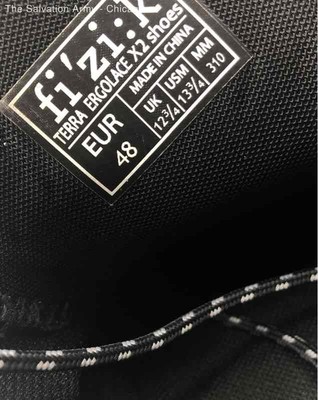 The Salvation Army - Chica
fi'zi:k
TERRA ERGOLACE X2 shoes
MADE IN CHINA
EUR UK USM MM
48 12¾ 13¾ 310